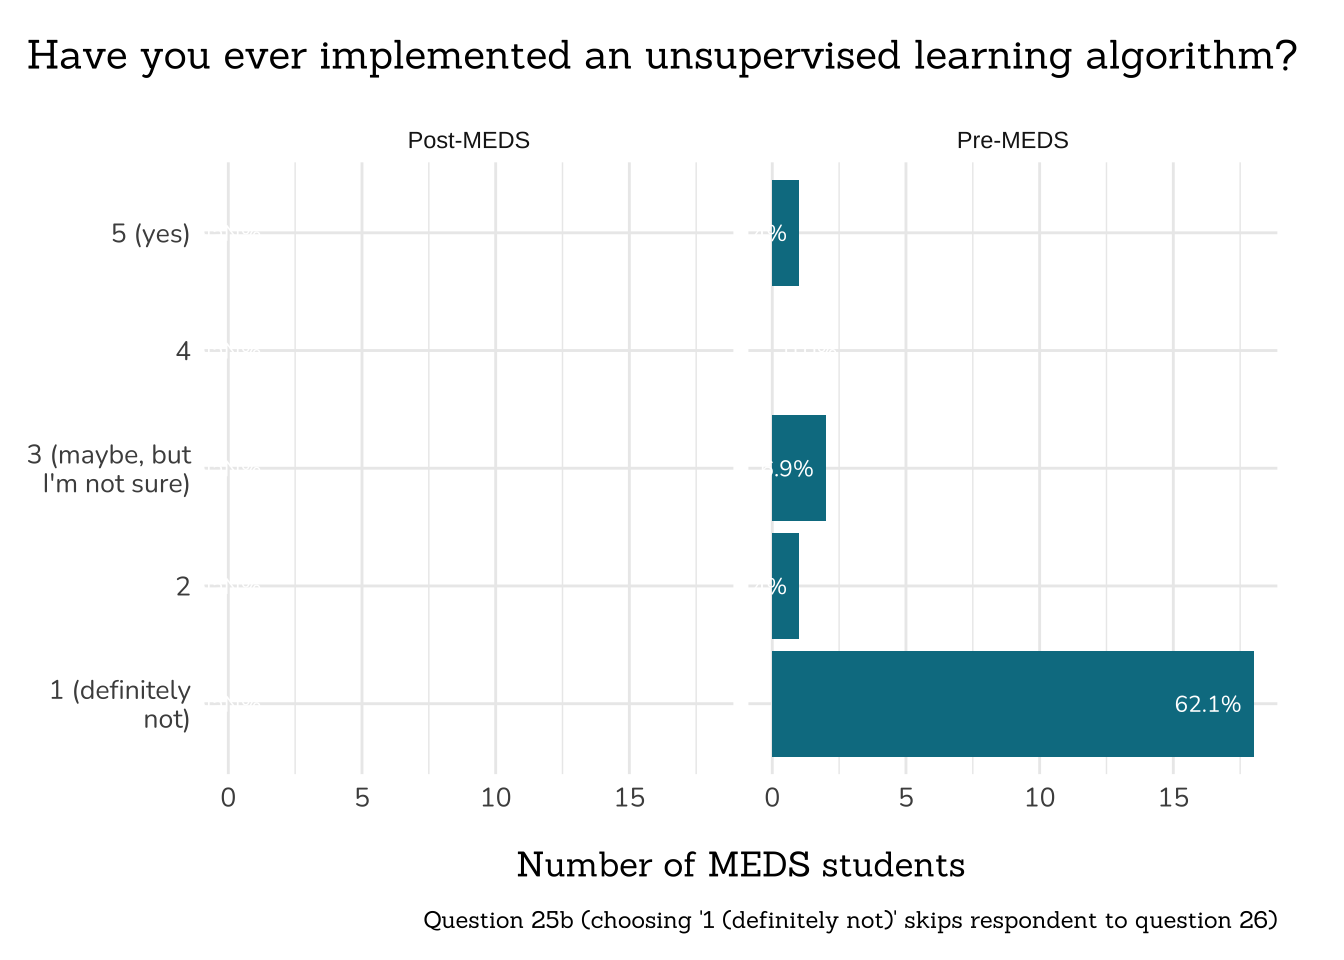 Have you ever implemented an unsupervised learning algorithm?
Post-MEDS
Pre-MEDS
5 (yes)
4
3 (maybe, but
I'm not sure)
2
1 (definitely
not)
%
.9%
%
62.1%
0
5
10
15
0
5
10
15
Number of MEDS students
Question 25b (choosing '1 (definitely not)' skips respondent to question 26)